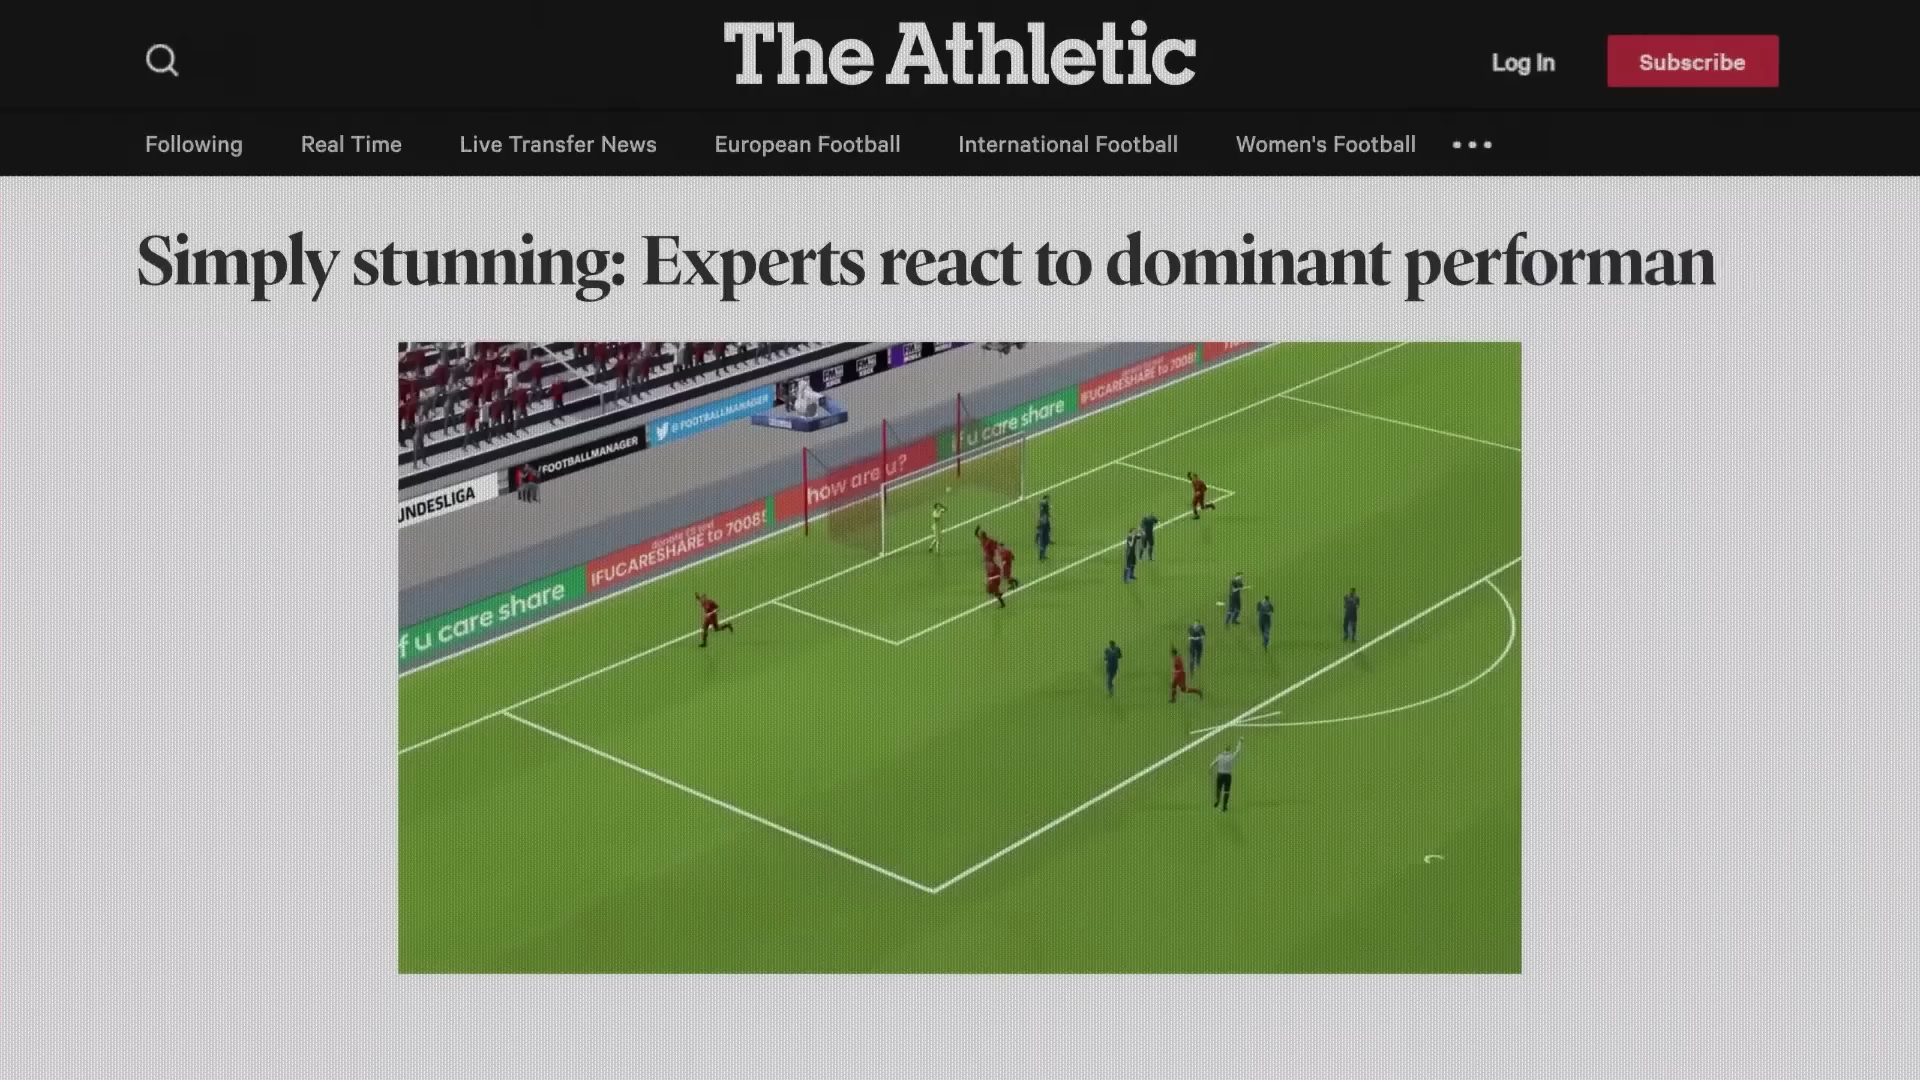 The Athletic
Log In
Subscribe
Following
Real Time
Live Transfer News
European Football
International Football
Women's Football
Simply stunning: Experts react to dominant performan
UNDESLIGA
/FOOTBALLMANAGER
@FOOTBALLMANAGER
f u care share
IFUCARESHARE to 70085
how are u?
if u care share
IFUCARESHARE to 70085